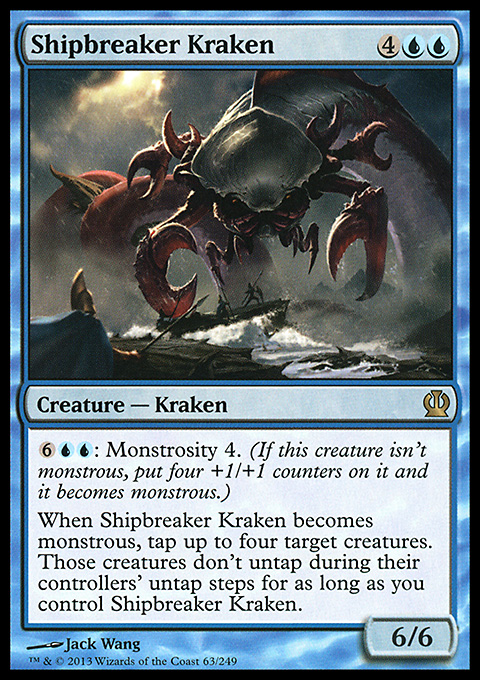 Shipbreaker Kraken 4
Creature — Kraken
6: Monstrosity 4. (If this creature isn't
monstrous, put four +1/+1 counters on it and
it becomes monstrous.)
When Shipbreaker Kraken becomes
monstrous, tap up to four target creatures.
Those creatures don't untap during their
controllers' untap steps for as long as you
control Shipbreaker Kraken.
6/6
Jack Wang
™ & © 2013 Wizards of the Coast 63/249